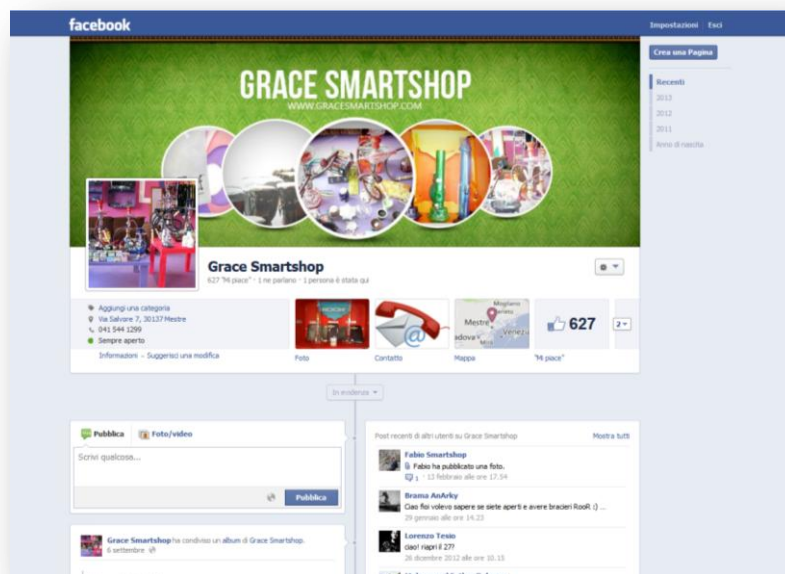 facebook
Impostazioni Esci
Crea una Pagina
Recenti
2013
2012
2011
Anno di nascita
GRACE SMARTSHOP
WWW.GRACESMARTSHOP.COM
Grace Smartshop
627 "Mi piace" · 1 ne parlano · 1 persona è stata qui
Aggiungi una categoria
Via Salvore 7, 30137 Mestre
041 544 1299
Sempre aperto
Informazioni – Suggerisci una modifica
Mestre
627
2
Foto
Contatto
Mappa
"Mi piace"
In evidenza
Pubblica Foto/video
Scrivi qualcosa...
Pubblica
Grace Smartshop ha condiviso un album di Grace Smartshop.
6 settembre
Post recenti di altri utenti su Grace Smartshop Mostra tutti
Fabio Smartshop
Fabio ha pubblicato una foto.
1 · 13 febbraio alle ore 17.54
Brama AnArky
Ciao fioi volevo sapere se siete aperti e avere bracieri RooR :) ...
29 gennaio alle ore 14.23
Lorenzo Tesio
ciao! riapri il 27?
26 dicembre 2012 alle ore 10.15